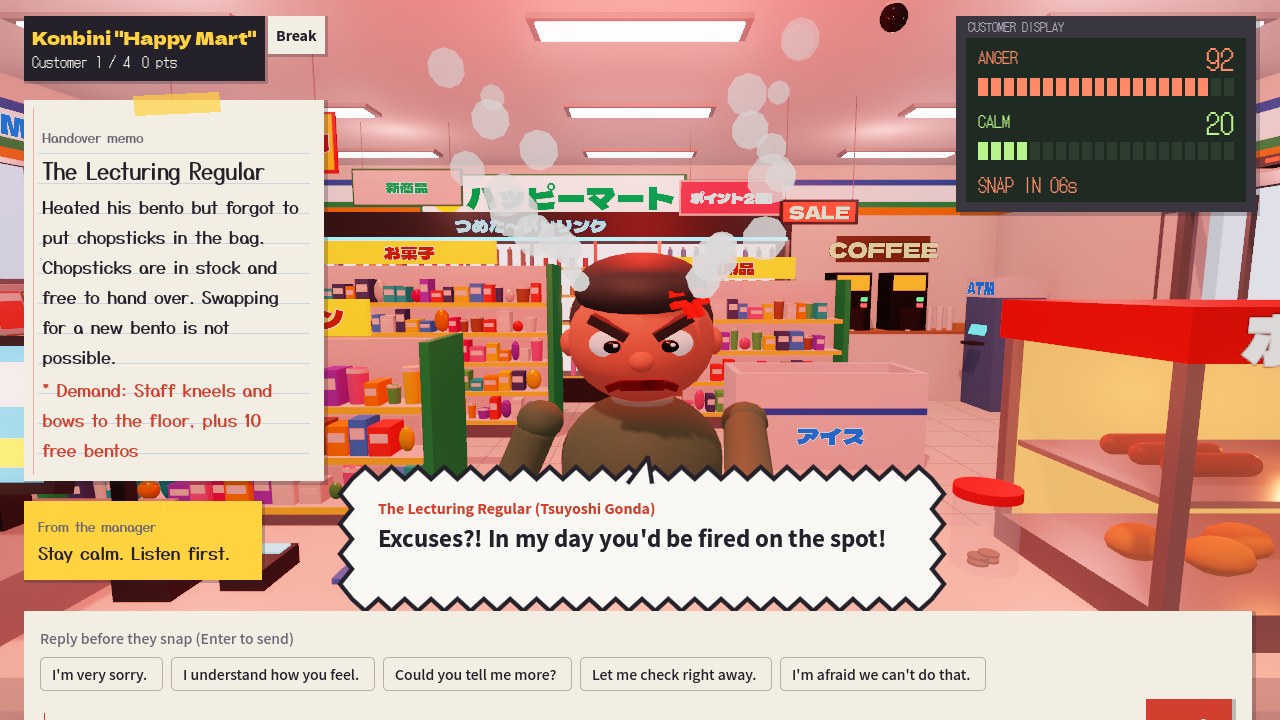 Konbini "Happy Mart"
Customer 1 / 4 0 pts
Break
CUSTOMER DISPLAY
ANGER 92
CALM 20
SNAP IN 06s
Handover memo
The Lecturing Regular
Heated his bento but forgot to
put chopsticks in the bag.
Chopsticks are in stock and
free to hand over. Swapping
for a new bento is not
possible.
* Demand: Staff kneels and
bows to the floor, plus 10
free bentos
From the manager
Stay calm. Listen first.
新商品
ハッピーマート
SALE
お菓子
COFFEE
ATM
アイス
The Lecturing Regular (Tsuyoshi Gonda)
Excuses?! In my day you'd be fired on the spot!
Reply before they snap (Enter to send)
I'm very sorry.
I understand how you feel.
Could you tell me more?
Let me check right away.
I'm afraid we can't do that.